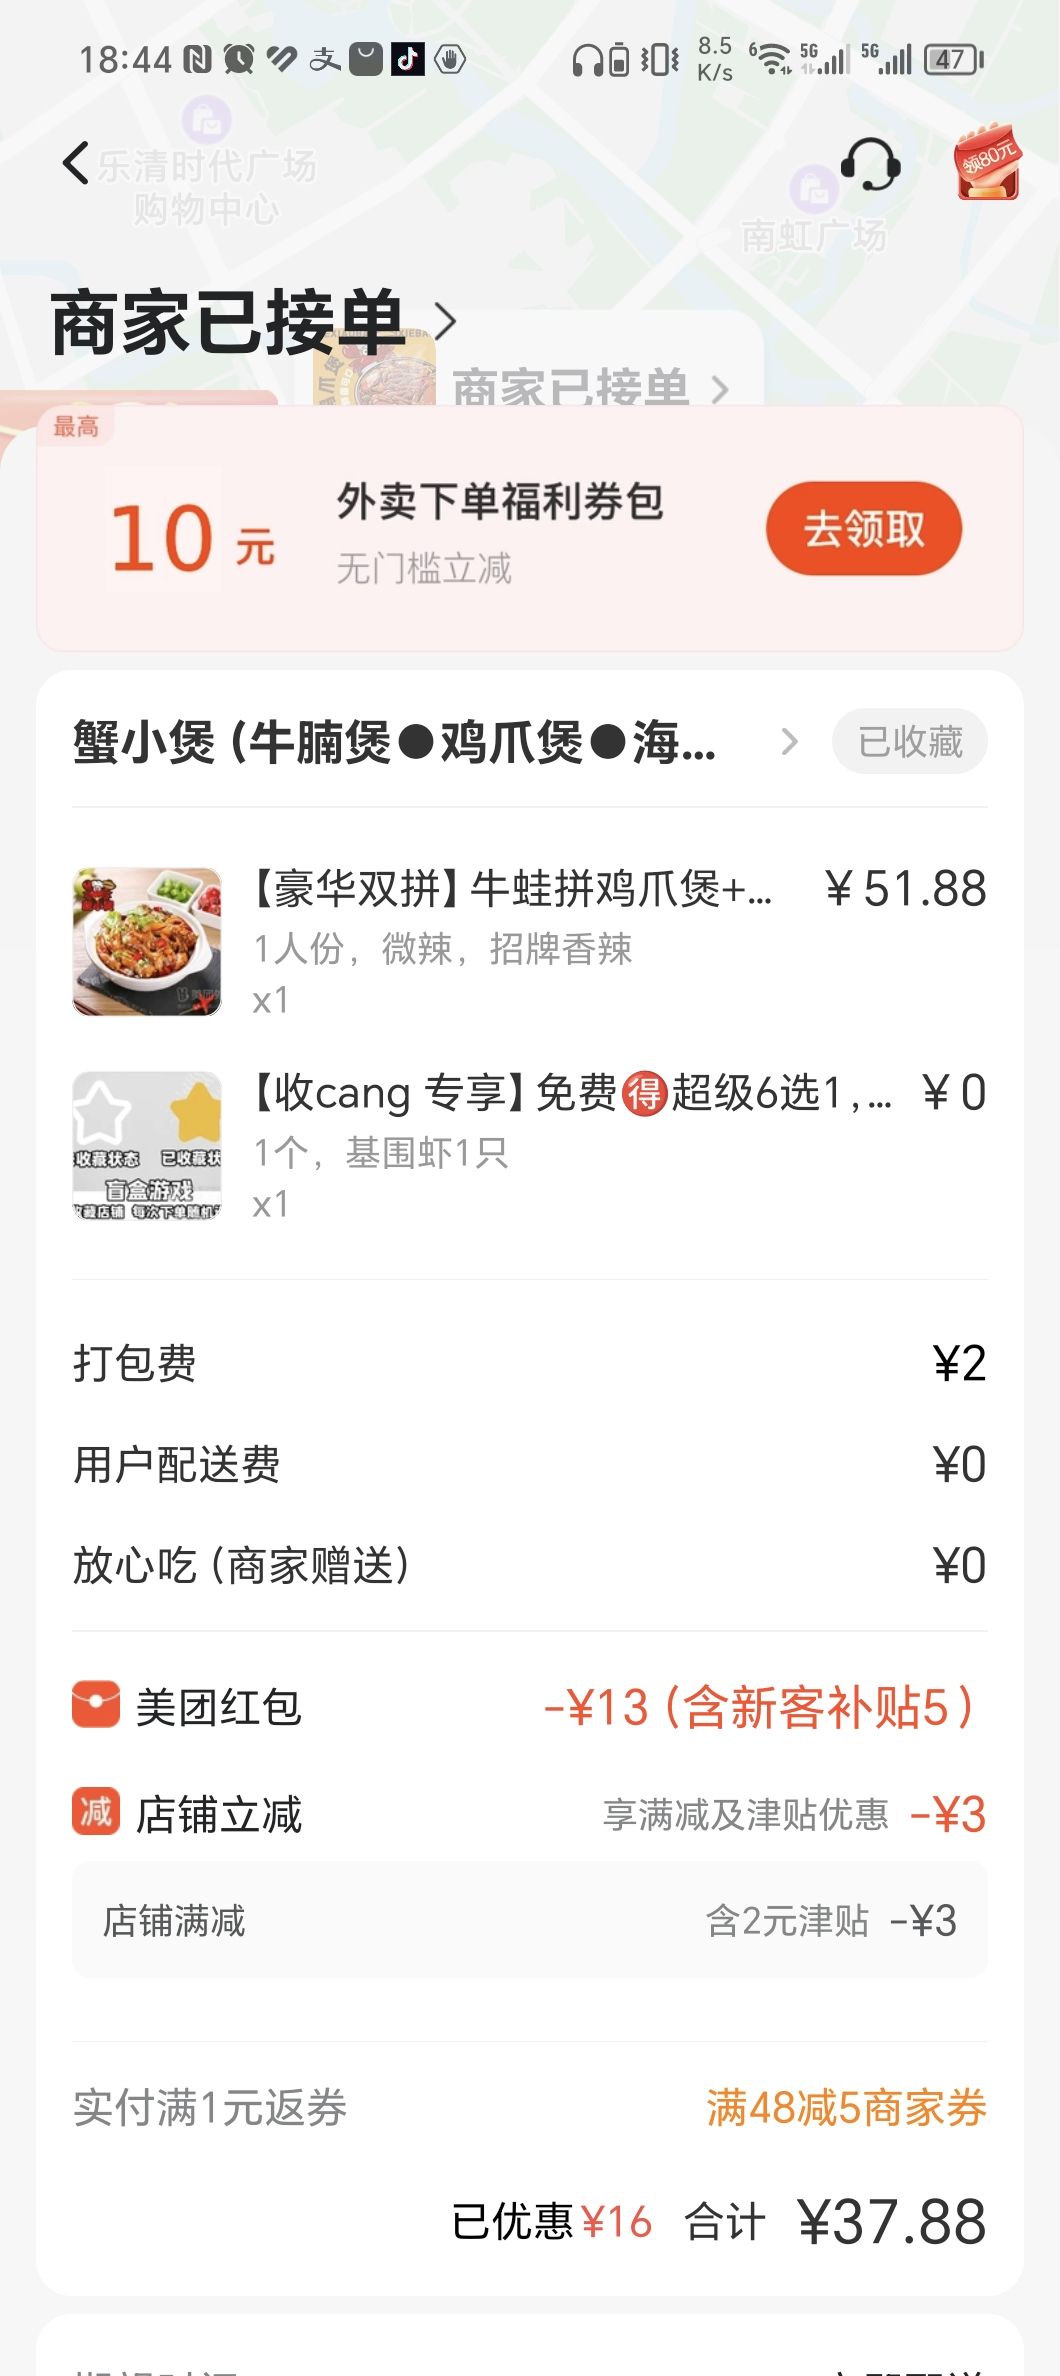 18:44
8.5
K/s
6
5G
5G
47
乐清时代广场
购物中心
领80元
南虹广场
商家已接单
商家已接单
最高
10 元
外卖下单福利券包
无门槛立减
去领取
蟹小煲 (牛腩煲●鸡爪煲●海...
已收藏
【豪华双拼】牛蛙拼鸡爪煲+...
¥51.88
1人份，微辣，招牌香辣
x1
【收cang 专享】免费🉐超级6选1,...
¥0
1个，基围虾1只
x1
收藏状态 已收藏状
盲盒游戏
收藏店铺 每次下单随机
打包费 ¥2
用户配送费 ¥0
放心吃 (商家赠送) ¥0
美团红包 -¥13 (含新客补贴5)
减 店铺立减 享满减及津贴优惠 -¥3
店铺满减 含2元津贴 -¥3
实付满1元返券 满48减5商家券
已优惠¥16 合计 ¥37.88